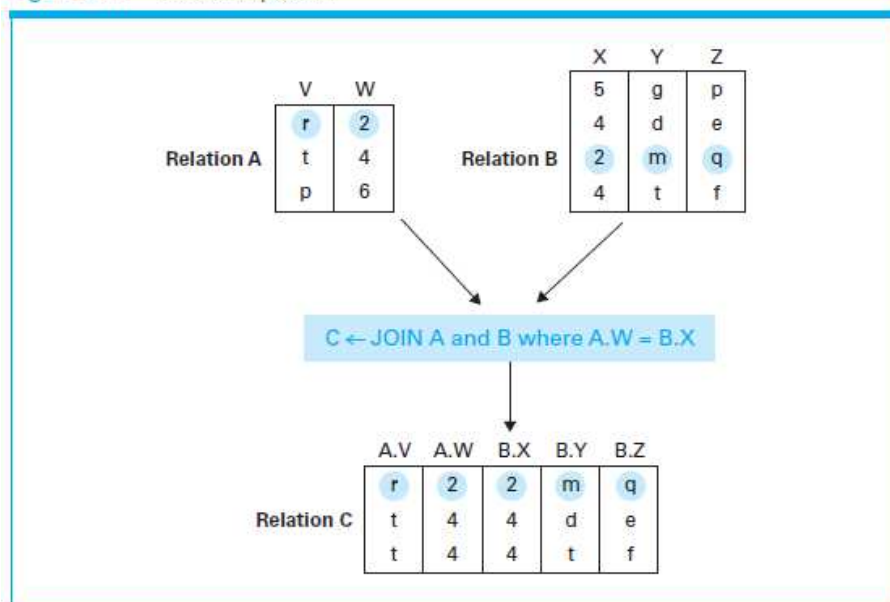 X Y Z
V W
5 g p
r 2
4 d e
Relation A
t 4
Relation B
2 m q
p 6
4 t f
C ← JOIN A and B where A.W = B.X
A.V A.W B.X B.Y B.Z
r 2 2 m q
Relation C
t 4 4 d e
t 4 4 t f